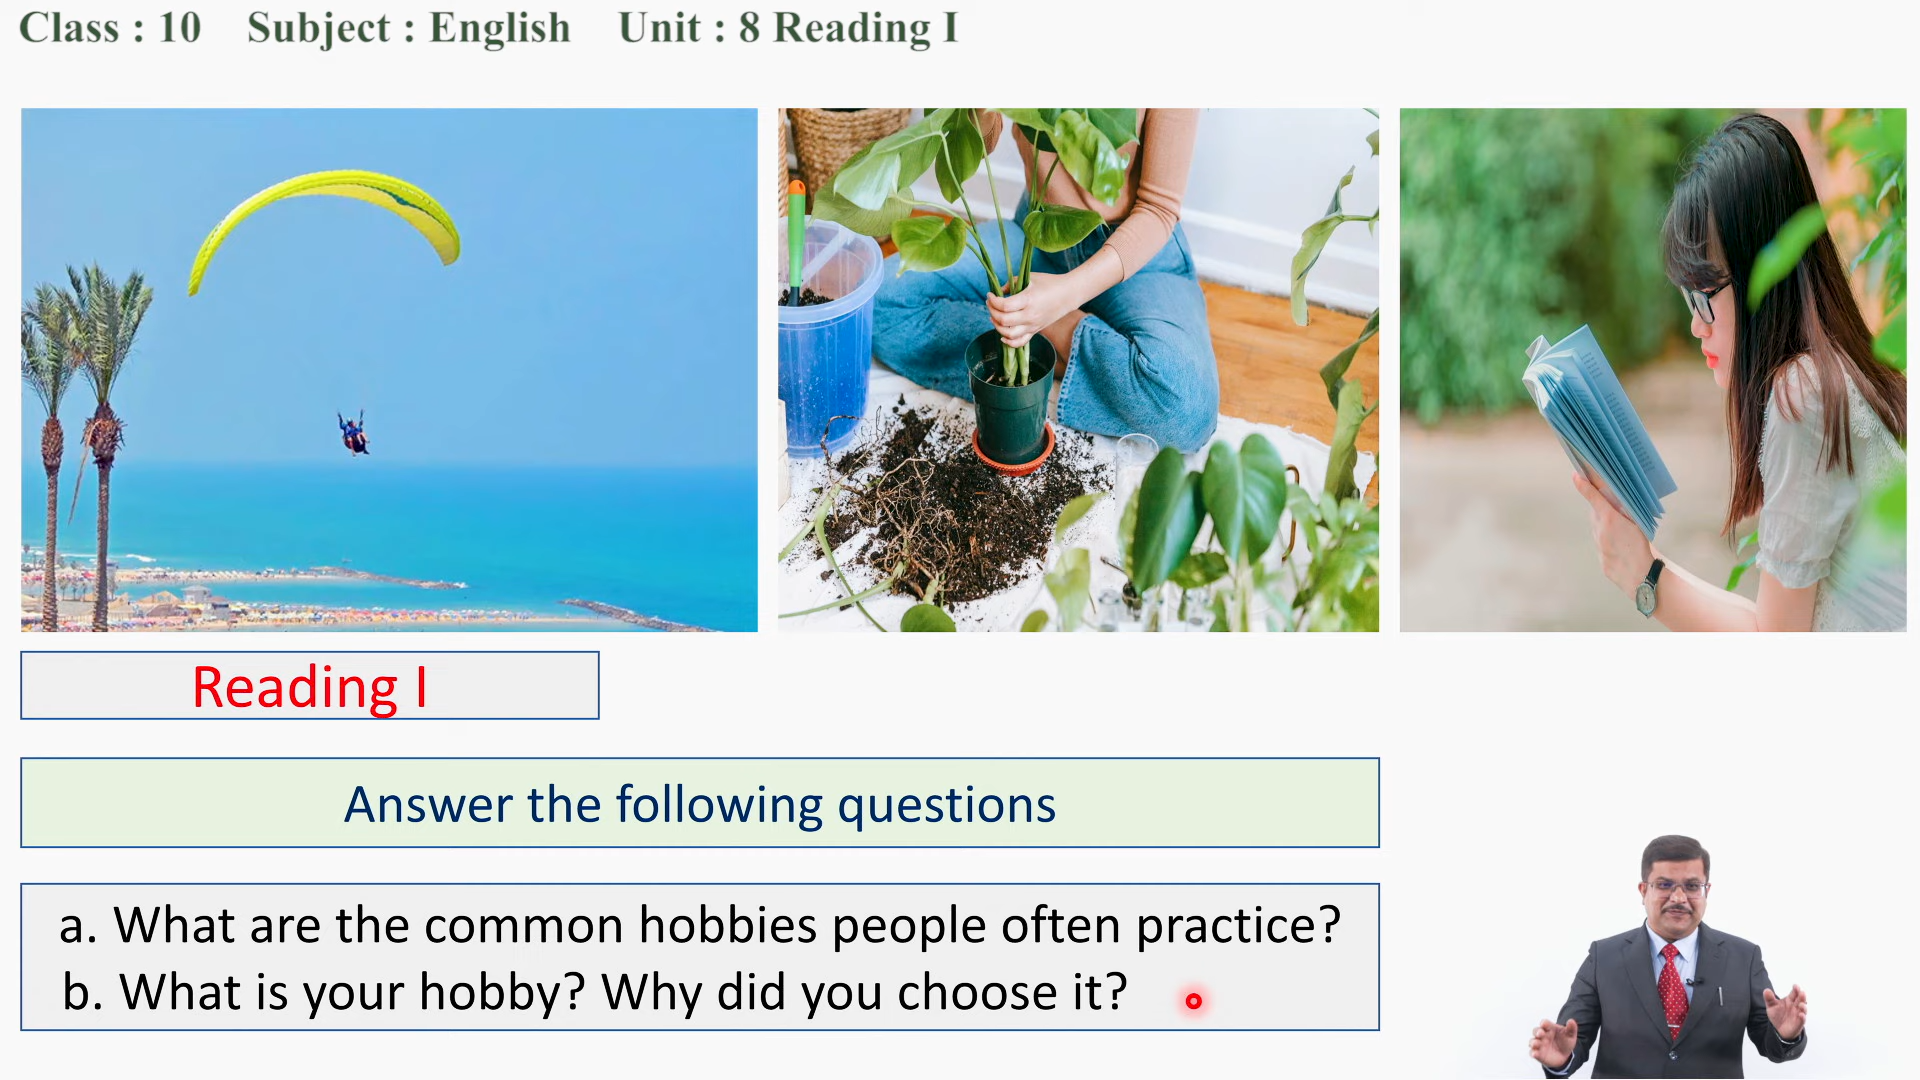 Class : 10 Subject : English Unit : 8 Reading I
Reading I
Answer the following questions
a. What are the common hobbies people often practice?
b. What is your hobby? Why did you choose it?